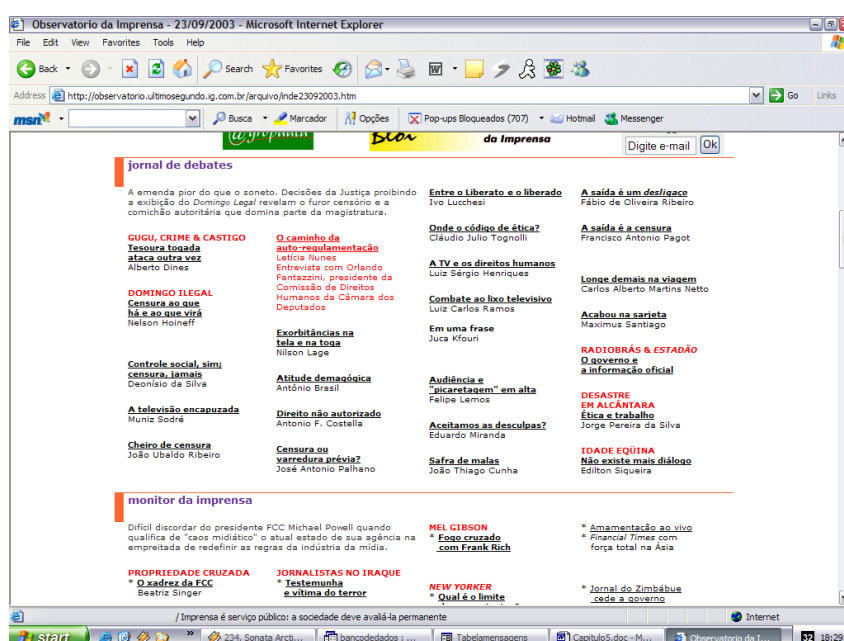 Observatorio da Imprensa - 23/09/2003 - Microsoft Internet Explorer
File Edit View Favorites Tools Help
Back Search Favorites
Address http://observatorio.ultimosegundo.ig.com.br/arquivo/inde23092003.htm Go Links
msn Busca Marcador Opções Pop-ups Bloqueados (707) Hotmail Messenger
da Imprensa
Digite e-mail Ok
jornal de debates
A emenda pior do que o soneto. Decisões da Justiça proibindo
a exibição do Domingo Legal revelam o furor censório e a
comichão autoritária que domina parte da magistratura.
GUGU, CRIME & CASTIGO
Tesoura togada
ataca outra vez
Alberto Dines
DOMINGO ILEGAL
Censura ao que
há e ao que virá
Nelson Hoineff
Controle social, sim;
censura, jamais
Deonísio da Silva
A televisão encapuzada
Muniz Sodré
Cheiro de censura
João Ubaldo Ribeiro
O caminho da
auto-regulamentação
Letícia Nunes
Entrevista com Orlando
Fantazzini, presidente da
Comissão de Direitos
Humanos da Câmara dos
Deputados
Exorbitâncias na
tela e na toga
Nilson Lage
Atitude demagógica
Antônio Brasil
Direito não autorizado
Antonio F. Costella
Censura ou
varredura prévia?
José Antonio Palhano
Entre o Liberato e o liberado
Ivo Lucchesi
Onde o código de ética?
Cláudio Julio Tognolli
A TV e os direitos humanos
Luiz Sérgio Henriques
Combate ao lixo televisivo
Luiz Carlos Ramos
Em uma frase
Juca Kfouri
Audiência e
"picaretagem" em alta
Felipe Lemos
Aceitamos as desculpas?
Eduardo Miranda
Safra de malas
João Thiago Cunha
A saída é um desligaço
Fábio de Oliveira Ribeiro
A saída é a censura
Francisco Antonio Pagot
Longe demais na viagem
Carlos Alberto Martins Netto
Acabou na sarjeta
Maximus Santiago
RADIOBRÁS & ESTADÃO
O governo e
a informação oficial
DESASTRE
EM ALCÂNTARA
Ética e trabalho
Jorge Pereira da Silva
IDADE EQÜINA
Não existe mais diálogo
Edilton Siqueira
monitor da imprensa
Difícil discordar do presidente FCC Michael Powell quando
qualifica de "caos midiático" o atual estado de sua agência na
empreitada de redefinir as regras da indústria da mídia.
PROPRIEDADE CRUZADA
* O xadrez da FCC
Beatriz Singer
JORNALISTAS NO IRAQUE
* Testemunha
e vítima do terror
MEL GIBSON
* Fogo cruzado
com Frank Rich
NEW YORKER
* Qual é o limite
* Amamentação ao vivo
* Financial Times com
força total na Ásia
* Jornal do Zimbábue
cede a governo
/ Imprensa é serviço público: a sociedade deve avaliá-la permanente Internet
start 234. Sonata Arcti... bancodedados : ... Tabelamensagens Capitulo5.doc - M... Observatorio da I... 32 18:29